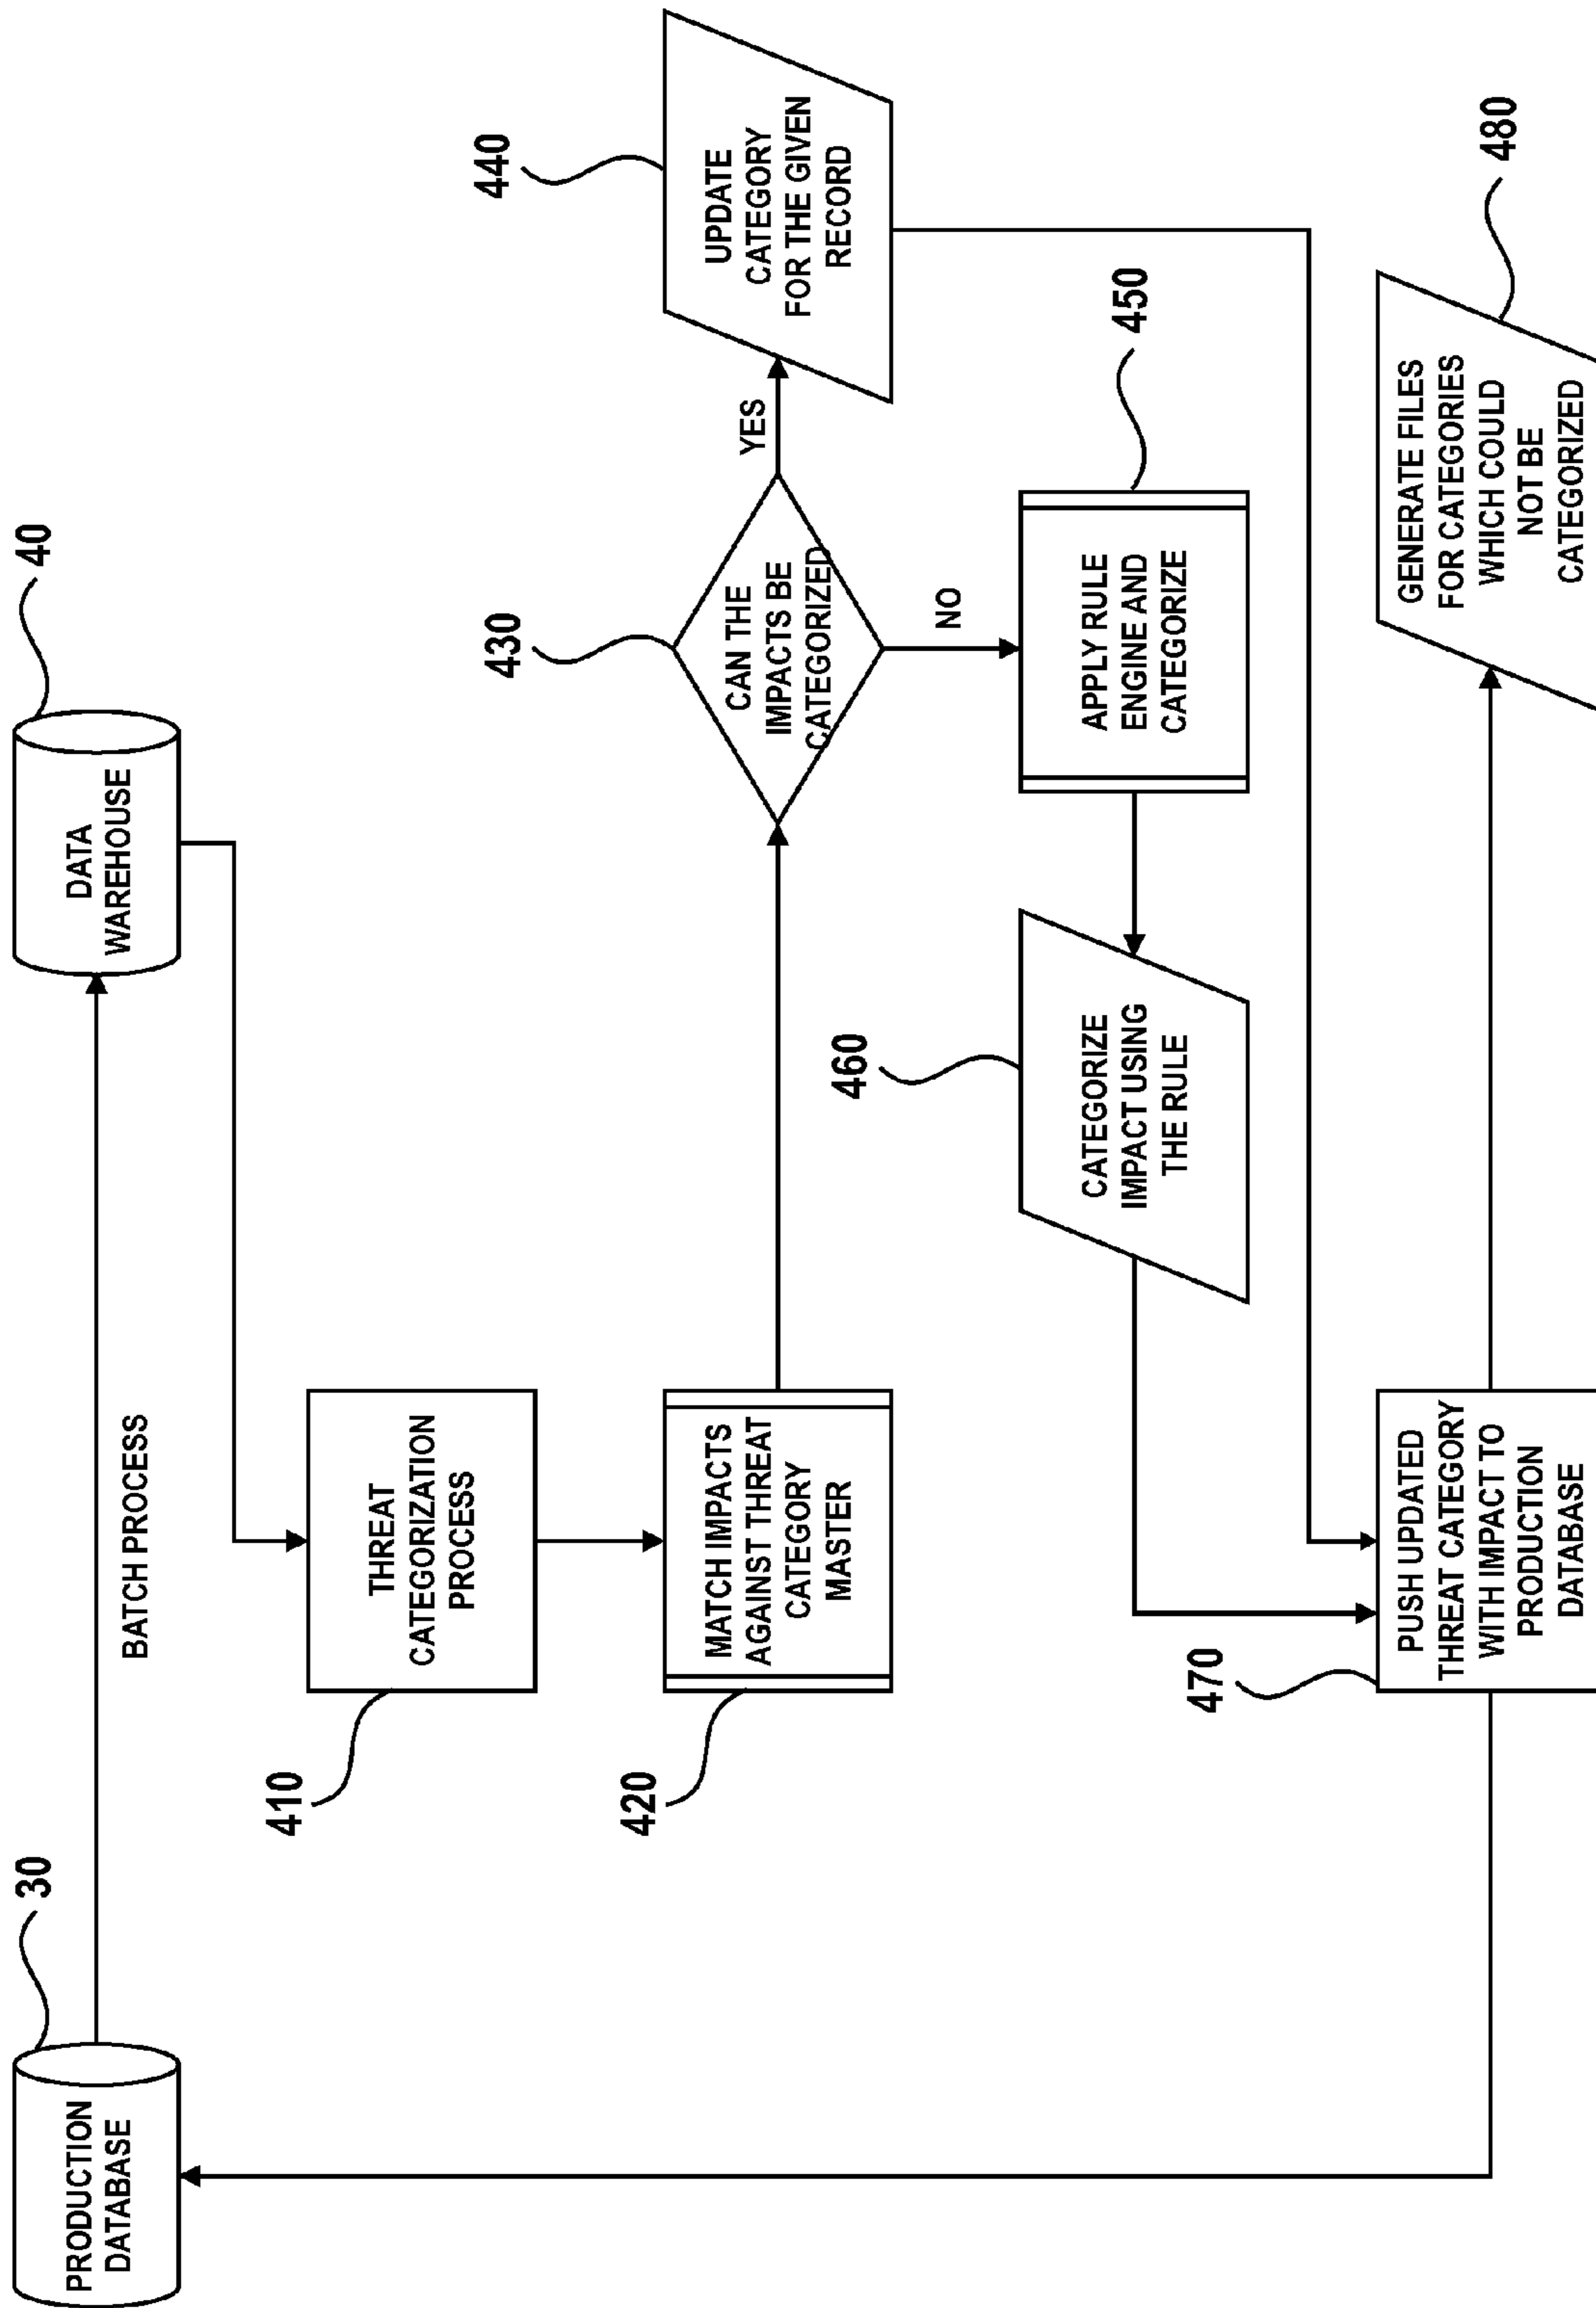 30
PRODUCTION
DATABASE
BATCH PROCESS
40
DATA
WAREHOUSE
410
THREAT
CATEGORIZATION
PROCESS
420
MATCH IMPACTS
AGAINST THREAT
CATEGORY
MASTER
430
CAN THE
IMPACTS BE
CATEGORIZED
YES
NO
440
UPDATE
CATEGORY
FOR THE GIVEN
RECORD
450
APPLY RULE
ENGINE AND
CATEGORIZE
460
CATEGORIZE
IMPACT USING
THE RULE
470
PUSH UPDATED
THREAT CATEGORY
WITH IMPACT TO
PRODUCTION
DATABASE
480
GENERATE FILES
FOR CATEGORIES
WHICH COULD
NOT BE
CATEGORIZED